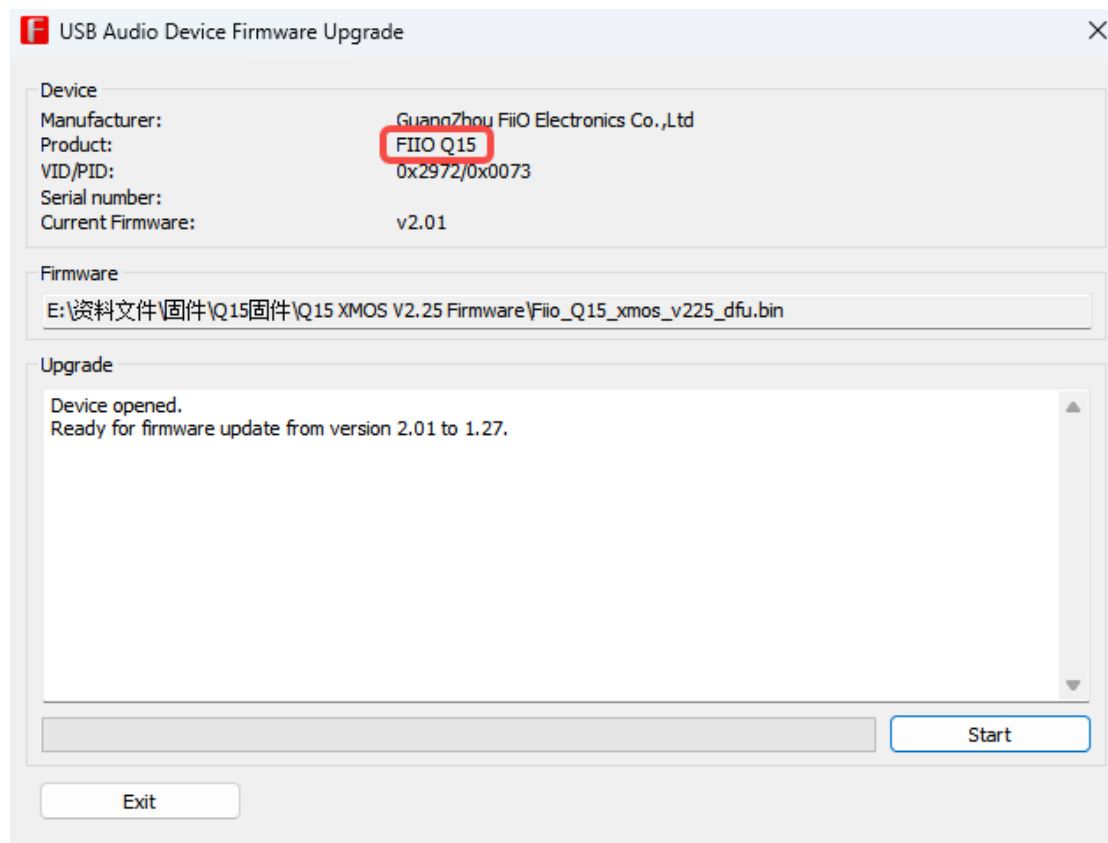 USB Audio Device Firmware Upgrade
Device
Manufacturer: GuangZhou FiiO Electronics Co.,Ltd
Product: FIIO Q15
VID/PID: 0x2972/0x0073
Serial number:
Current Firmware: v2.01
Firmware
E:\资料文件\固件\Q15固件\Q15 XMOS V2.25 Firmware\Fiio_Q15_xmos_v225_dfu.bin
Upgrade
Device opened.
Ready for firmware update from version 2.01 to 1.27.
Start
Exit